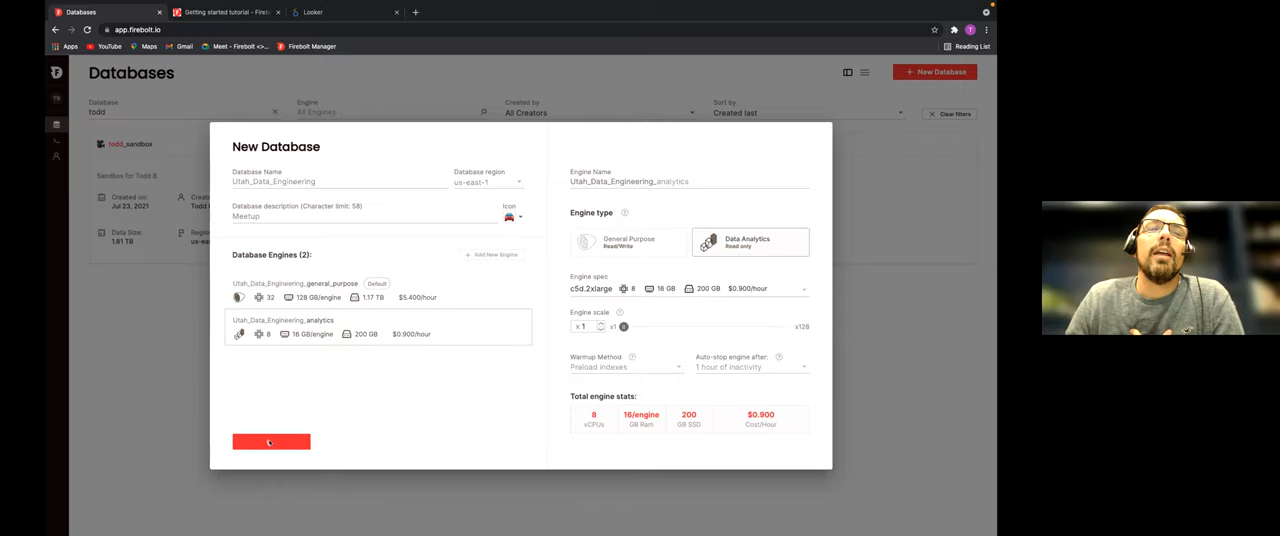 Databases
Getting started tutorial - Firebo
Looker
app.firebolt.io
Apps
YouTube
Maps
Gmail
Meet - Firebolt <>...
Firebolt Manager
Reading List
T
Databases
+ New Database
TB
Database
todd
Engine
All Engines...
Created by
All Creators
Sort by
Created last
Clear filters
todd_sandbox
Sandbox for Todd B
Created on:
Jul 23, 2021
Data Size:
1.81 TB
New Database
Database Name
Utah_Data_Engineering
Database region
us-east-1
Database description (Character limit: 58)
Meetup
Icon
Database Engines (2):
+ Add New Engine
Utah_Data_Engineering_general_purpose
Default
32
128 GB/engine
1.17 TB
$5.400/hour
Utah_Data_Engineering_analytics
8
16 GB/engine
200 GB
$0.900/hour
Engine Name
Utah_Data_Engineering_analytics
Engine type
General Purpose
Read/Write
Data Analytics
Read only
Engine spec
c5d.2xlarge
8
16 GB
200 GB
$0.900/hour
Engine scale
x 1
x1
x128
Warmup Method
Preload indexes
Auto-stop engine after:
1 hour of inactivity
Total engine stats:
8
vCPUs
16/engine
GB Ram
200
GB SSD
$0.900
Cost/Hour